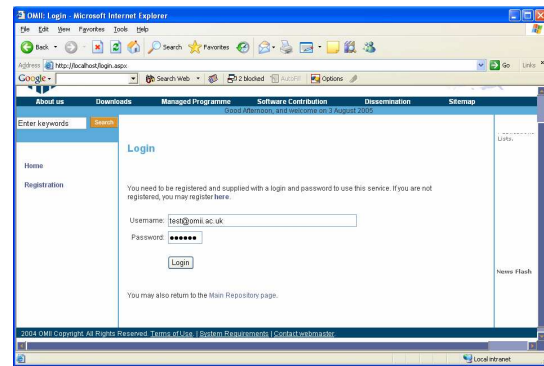 OMII: Login - Microsoft Internet Explorer
File Edit View Favorites Tools Help
Back Search Favorites
Address http://localhost/login.aspx Go Links »
Google - Search Web 2 blocked AutoFill Options
About us Downloads Managed Programme Software Contribution Dissemination Sitemap
Good Afternoon, and welcome on 3 August 2005
Enter keywords Search
Lists.
Login
Home
Registration
You need to be registered and supplied with a login and password to use this service. If you are not
registered, you may register here.
Username: test@omii.ac.uk
Password: ●●●●●●
Login
News Flash
You may also return to the Main Repository page.
2004 OMII Copyright. All Rights Reserved. Terms of Use. | System Requirements | Contact webmaster
Local intranet